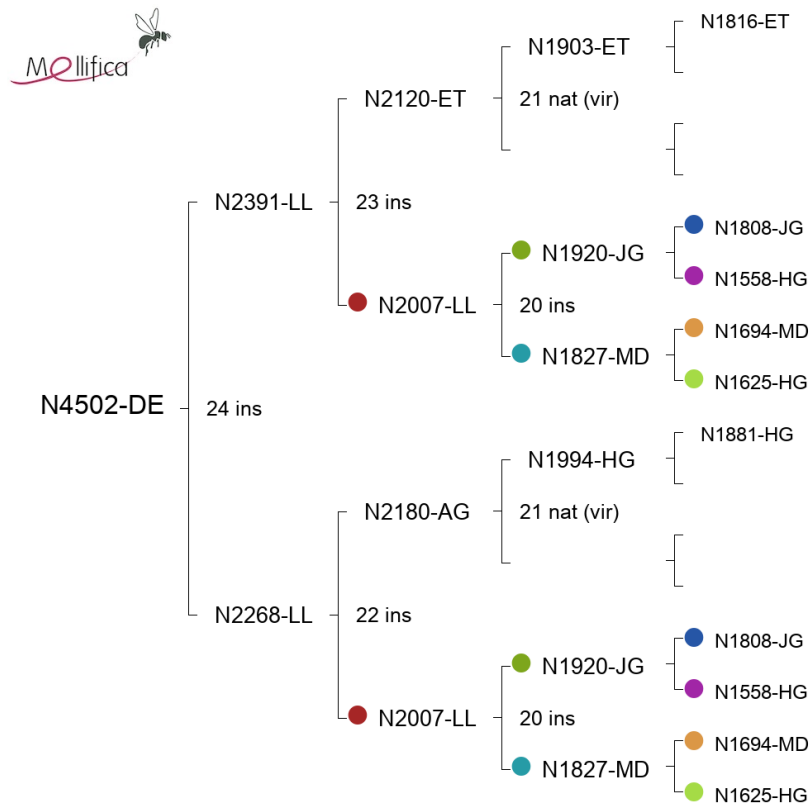 Mellifica
N1816-ET
N1903-ET
N2120-ET
21 nat (vir)
N2391-LL
23 ins
N1808-JG
N1920-JG
N1558-HG
N2007-LL
20 ins
N1694-MD
N1827-MD
N1625-HG
N4502-DE
24 ins
N1881-HG
N1994-HG
N2180-AG
21 nat (vir)
N2268-LL
22 ins
N1808-JG
N1920-JG
N1558-HG
N2007-LL
20 ins
N1694-MD
N1827-MD
N1625-HG